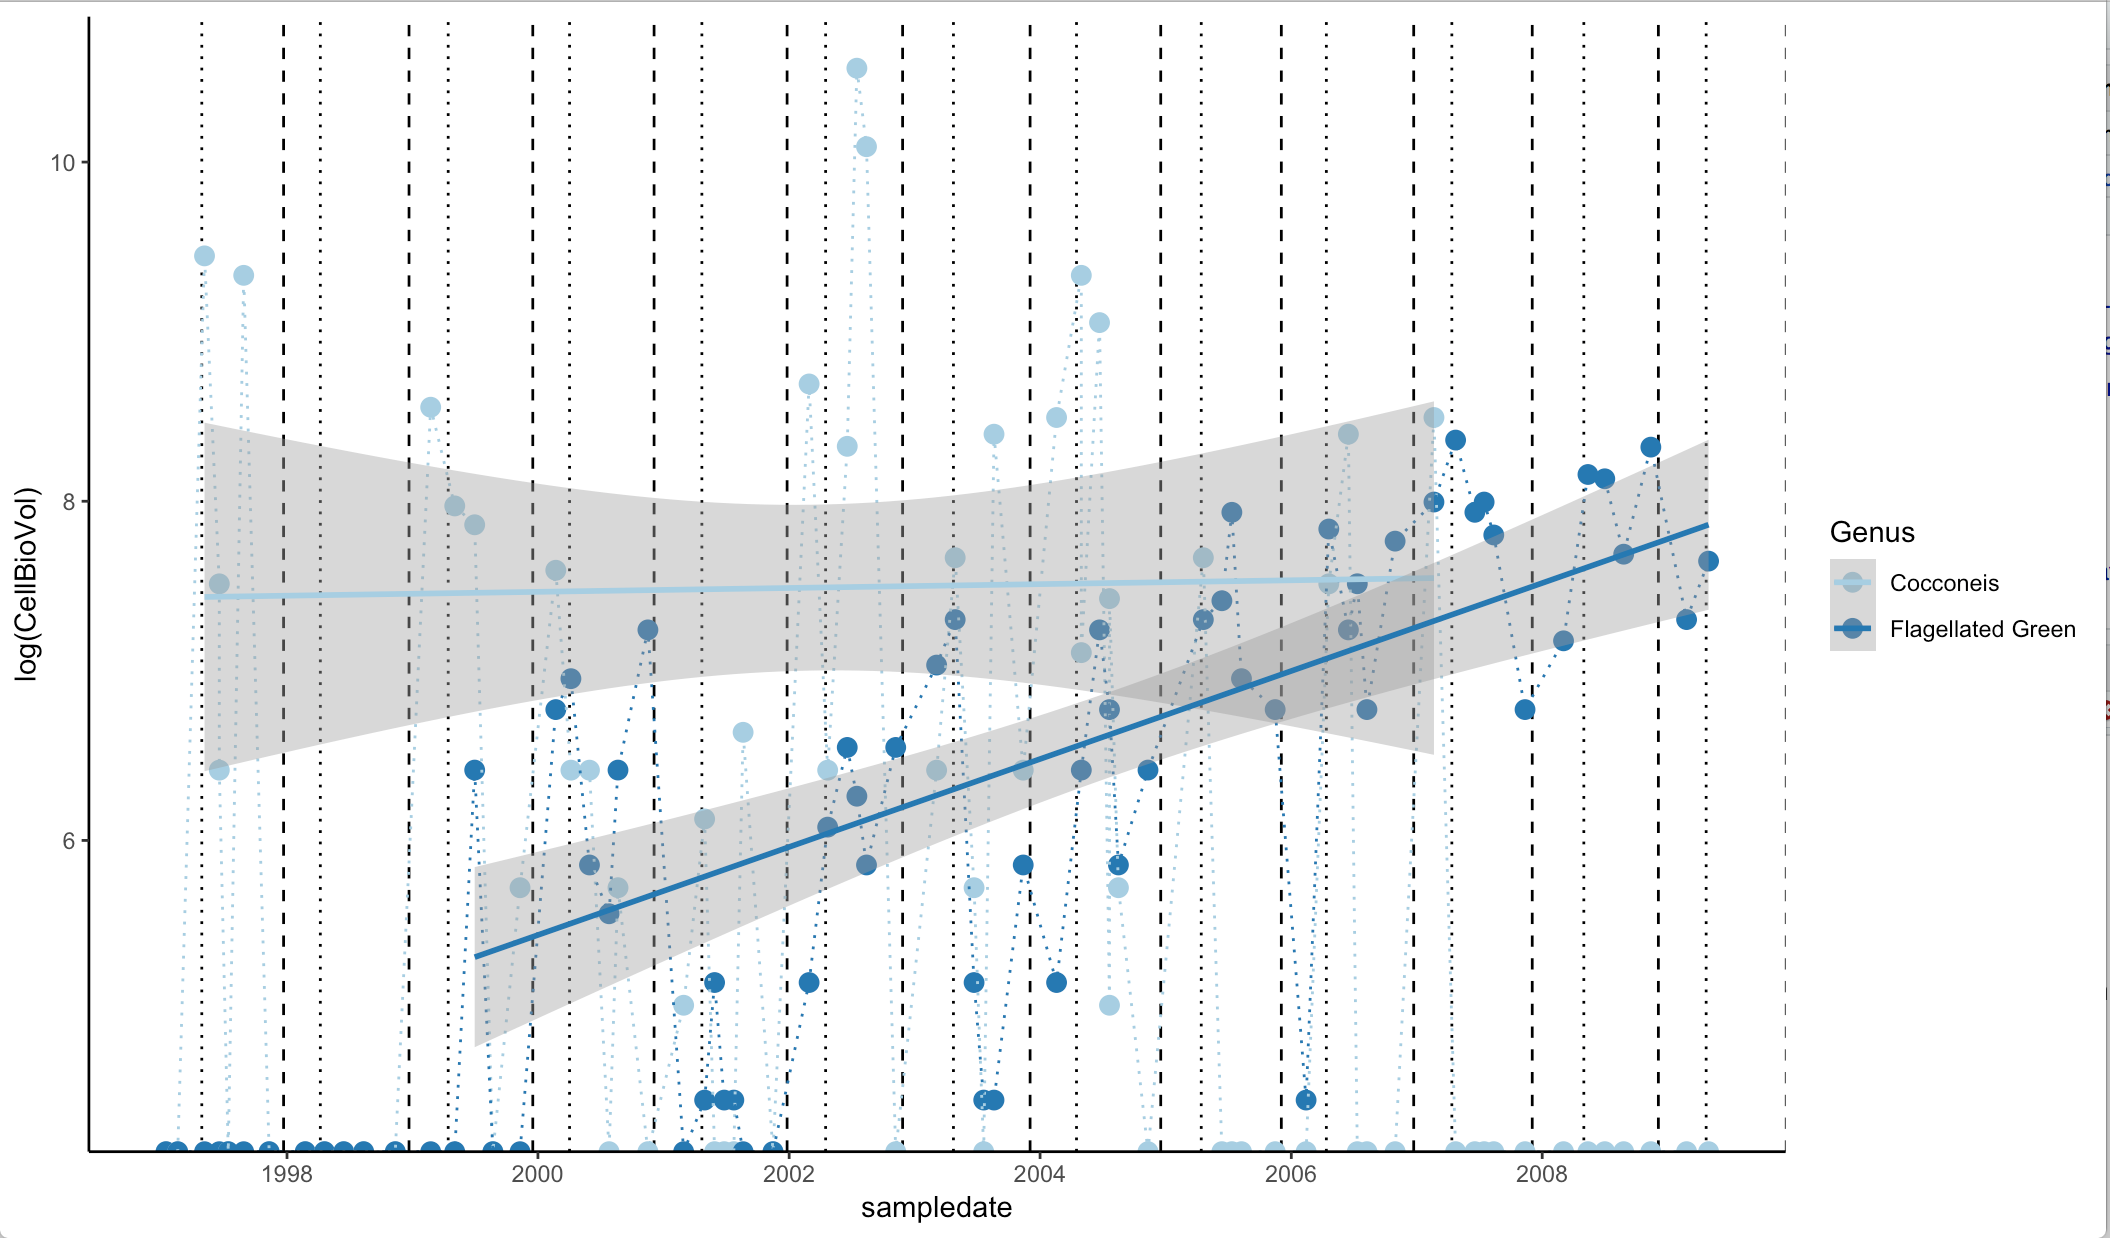 10
8
6
log(CellBioVol)
1998 2000 2002 2004 2006 2008
sampledate
Genus
Cocconeis
Flagellated Green